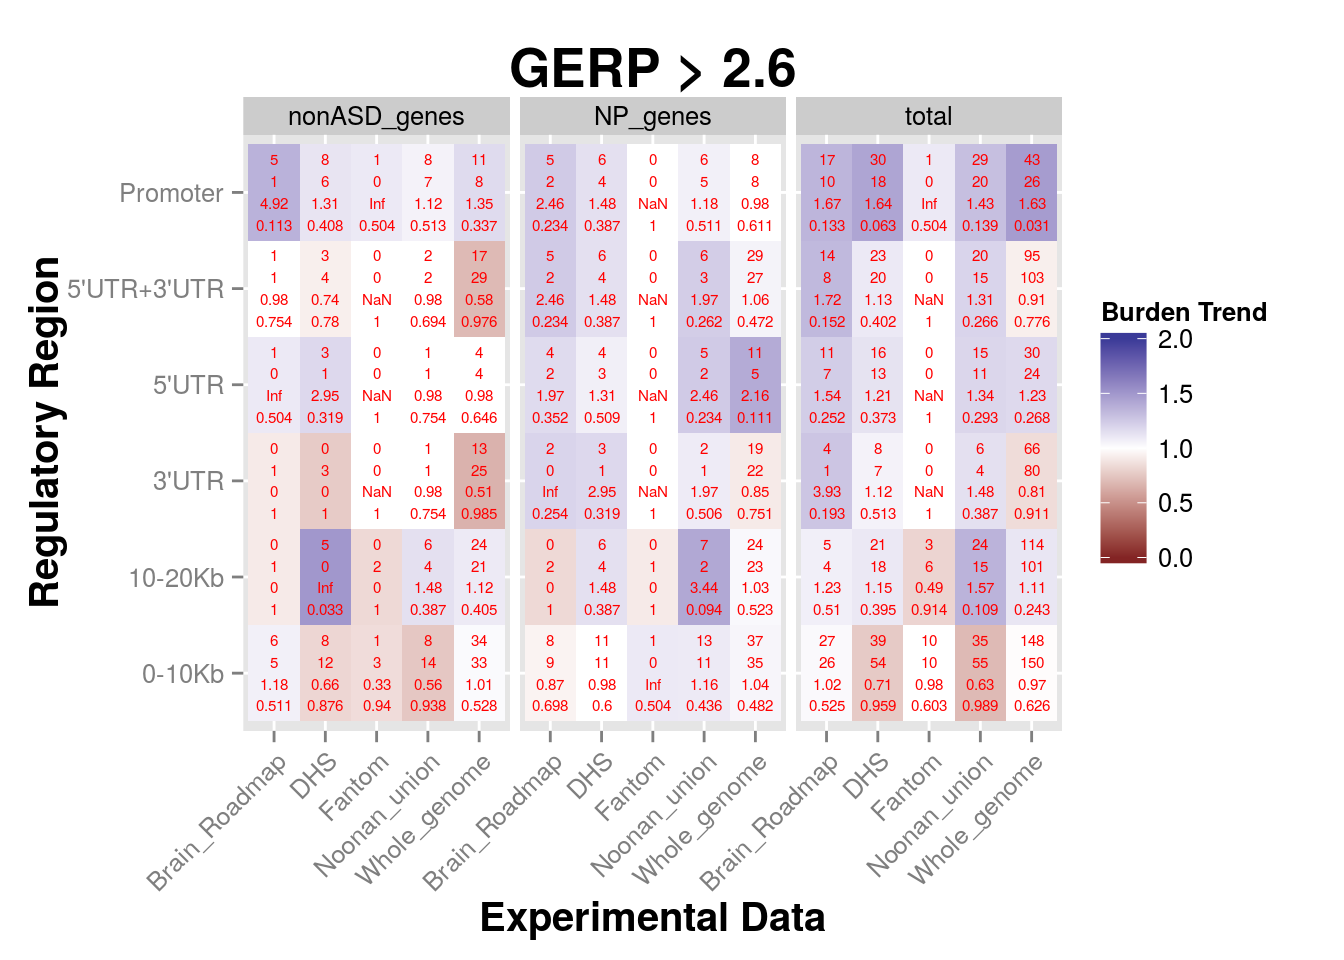 GERP > 2.6
nonASD_genes NP_genes total
5 8 1 8 11 5 6 0 6 8 17 30 1 29 43
1 6 0 7 8 2 4 0 5 8 10 18 0 20 26
Promoter
4.92 1.31 Inf 1.12 1.35 2.46 1.48 NaN 1.18 0.98 1.67 1.64 Inf 1.43 1.63
0.113 0.408 0.504 0.513 0.337 0.234 0.387 1 0.511 0.611 0.133 0.063 0.504 0.139 0.031
1 3 0 2 17 5 6 0 6 29 14 23 0 20 95
1 4 0 2 29 2 4 0 3 27 8 20 0 15 103
5'UTR+3'UTR
0.98 0.74 NaN 0.98 0.58 2.46 1.48 NaN 1.97 1.06 1.72 1.13 NaN 1.31 0.91
0.754 0.78 1 0.694 0.976 0.234 0.387 1 0.262 0.472 0.152 0.402 1 0.266 0.776
1 3 0 1 4 4 4 0 5 11 11 16 0 15 30
0 1 0 1 4 2 3 0 2 5 7 13 0 11 24
5'UTR
Inf 2.95 NaN 0.98 0.98 1.97 1.31 NaN 2.46 2.16 1.54 1.21 NaN 1.34 1.23
0.504 0.319 1 0.754 0.646 0.352 0.509 1 0.234 0.111 0.252 0.373 1 0.293 0.268
0 0 0 1 13 2 3 0 2 19 4 8 0 6 66
1 3 0 1 25 0 1 0 1 22 1 7 0 4 80
3'UTR
0 0 NaN 0.98 0.51 Inf 2.95 NaN 1.97 0.85 3.93 1.12 NaN 1.48 0.81
1 1 1 0.754 0.985 0.254 0.319 1 0.506 0.751 0.193 0.513 1 0.387 0.911
0 5 0 6 24 0 6 0 7 24 5 21 3 24 114
1 0 2 4 21 2 4 1 2 23 4 18 6 15 101
10-20Kb
0 Inf 0 1.48 1.12 0 1.48 0 3.44 1.03 1.23 1.15 0.49 1.57 1.11
1 0.033 1 0.387 0.405 1 0.387 1 0.094 0.523 0.51 0.395 0.914 0.109 0.243
6 8 1 8 34 8 11 1 13 37 27 39 10 35 148
5 12 3 14 33 9 11 0 11 35 26 54 10 55 150
0-10Kb
1.18 0.66 0.33 0.56 1.01 0.87 0.98 Inf 1.16 1.04 1.02 0.71 0.98 0.63 0.97
0.511 0.876 0.94 0.938 0.528 0.698 0.6 0.504 0.436 0.482 0.525 0.959 0.603 0.989 0.626
Brain_Roadmap DHS Fantom Noonan_union Whole_genome Brain_Roadmap DHS Fantom Noonan_union Whole_genome Brain_Roadmap DHS Fantom Noonan_union Whole_genome
Experimental Data
Regulatory Region
Burden Trend
2.0
1.5
1.0
0.5
0.0